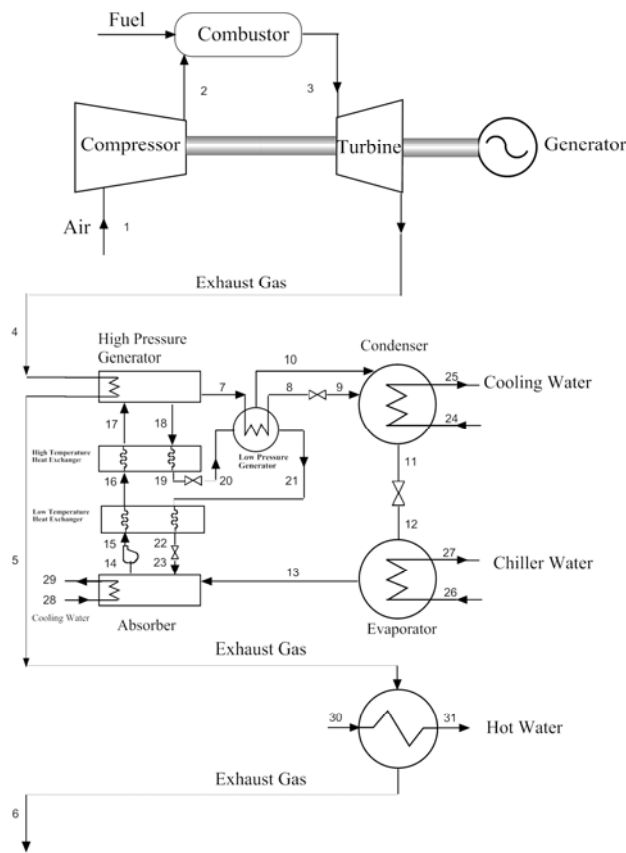 Fuel
Combustor
2
3
Compressor
Turbine
Generator
Air
1
Exhaust Gas
4
High Pressure
Generator
Condenser
7
10
8
9
25
Cooling Water
24
17
18
High Temperature
Heat Exchanger
Low Pressure
Generator
16
19
20
21
11
Low Temperature
Heat Exchanger
15
22
12
5
14
23
29
28
13
27
Chiller Water
26
Cooling Water
Absorber
Evaporator
Exhaust Gas
30
31
Hot Water
Exhaust Gas
6